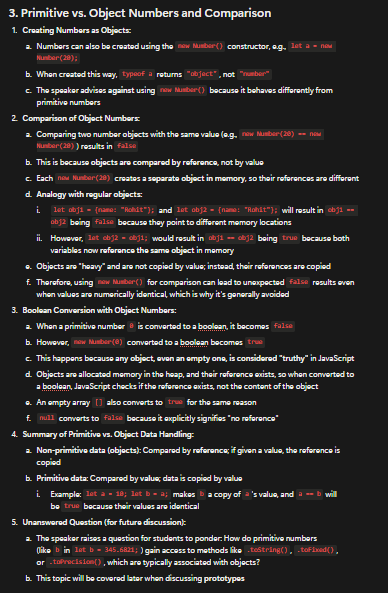 3. Primitive vs. Object Numbers and Comparison
1. Creating Numbers as Objects:
a. Numbers can also be created using the new Number() constructor, e.g., let a = new
Number(20);
b. When created this way, typeof a returns "object", not "number"
c. The speaker advises against using new Number() because it behaves differently from
primitive numbers
2. Comparison of Object Numbers:
a. Comparing two number objects with the same value (e.g., new Number(20) == new
Number(20)) results in false
b. This is because objects are compared by reference, not by value
c. Each new Number(20) creates a separate object in memory, so their references are different
d. Analogy with regular objects:
i. let obj1 = {name: "Rohit"}; and let obj2 = {name: "Rohit"}; will result in obj1 ==
obj2 being false because they point to different memory locations
ii. However, let obj2 = obj1; would result in obj1 == obj2 being true because both
variables now reference the same object in memory
e. Objects are "heavy" and are not copied by value; instead, their references are copied
f. Therefore, using new Number() for comparison can lead to unexpected false results even
when values are numerically identical, which is why it's generally avoided
3. Boolean Conversion with Object Numbers:
a. When a primitive number 0 is converted to a boolean, it becomes false
b. However, new Number(0) converted to a boolean becomes true
c. This happens because any object, even an empty one, is considered "truthy" in JavaScript
d. Objects are allocated memory in the heap, and their reference exists, so when converted to
a boolean, JavaScript checks if the reference exists, not the content of the object
e. An empty array [] also converts to true for the same reason
f. null converts to false because it explicitly signifies "no reference"
4. Summary of Primitive vs. Object Data Handling:
a. Non-primitive data (objects): Compared by reference; if given a value, the reference is
copied
b. Primitive data: Compared by value; data is copied by value
i. Example: let a = 10; let b = a; makes b a copy of a's value, and a == b will
be true because their values are identical
5. Unanswered Question (for future discussion):
a. The speaker raises a question for students to ponder: How do primitive numbers
(like b in let b = 345.6821;) gain access to methods like .toString(), .toFixed(),
or .toPrecision(), which are typically associated with objects?
b. This topic will be covered later when discussing prototypes